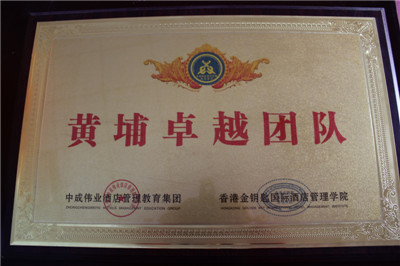 黄埔卓越团队
中成伟业酒店管理教育集团 香港金钥匙国际酒店管理学院